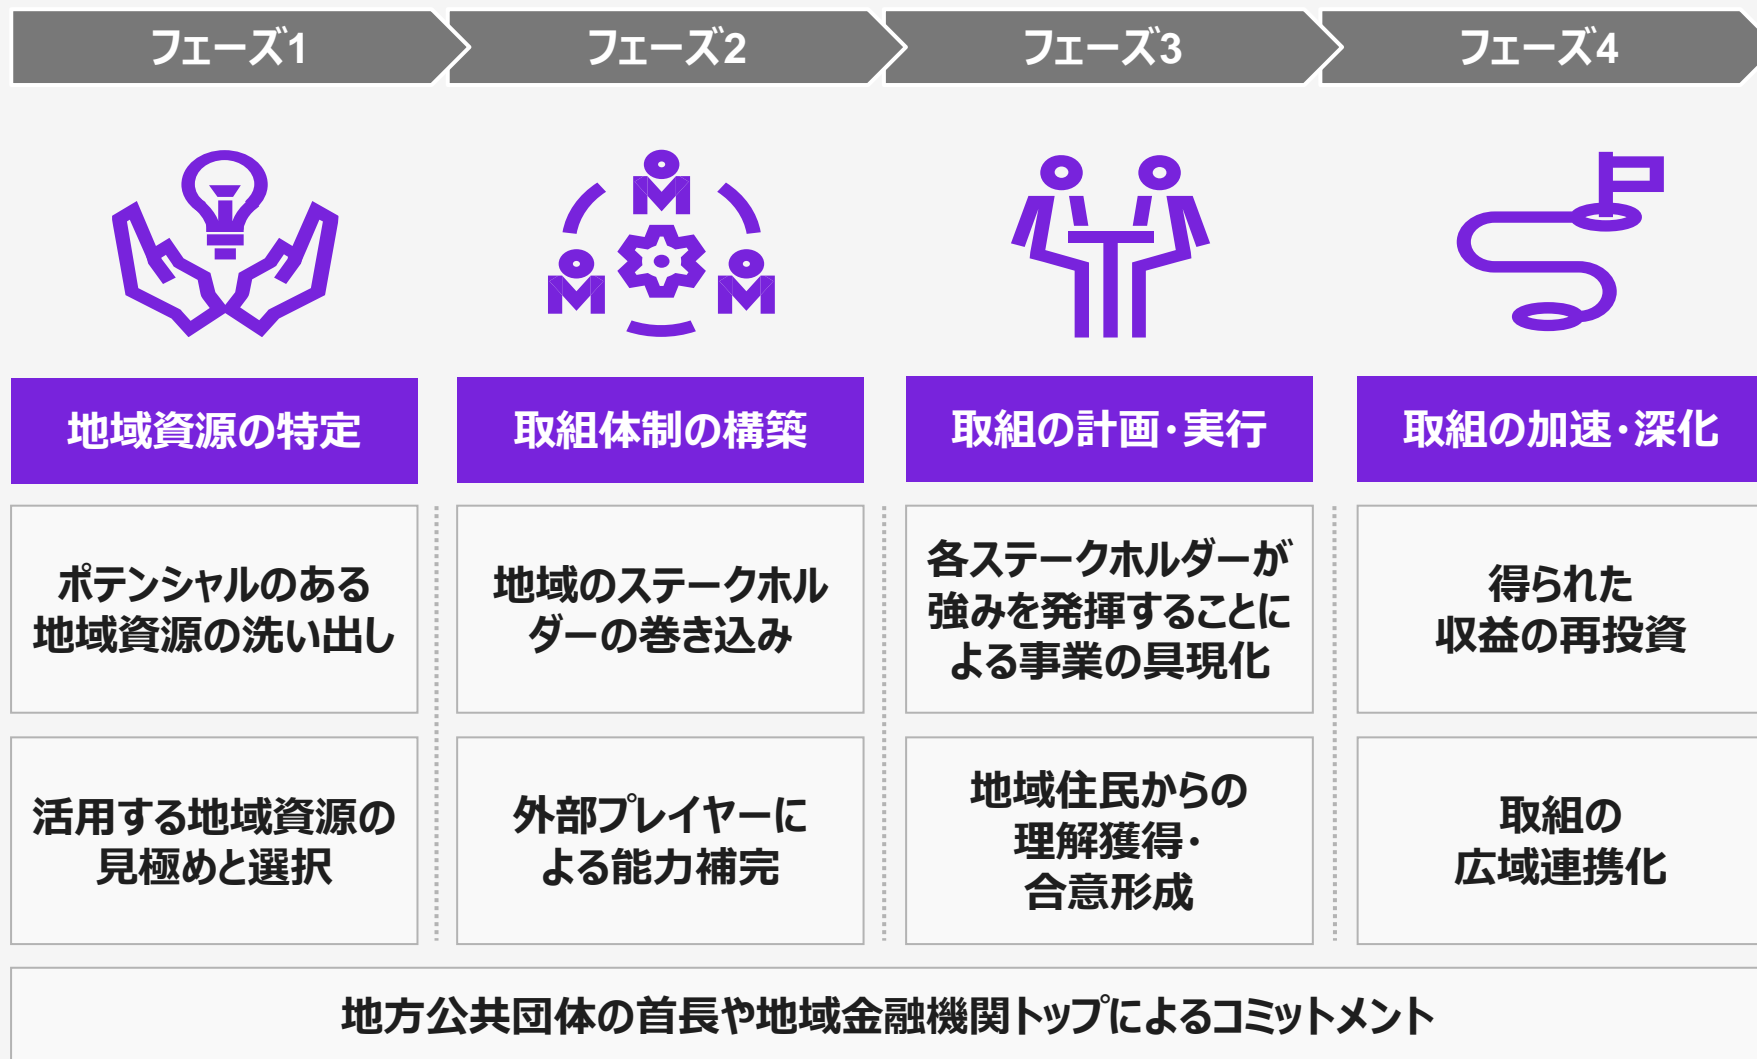 フェーズ1
フェーズ2
フェーズ3
フェーズ4
地域資源の特定
取組体制の構築
取組の計画･実行
取組の加速･深化
ポテンシャルのある
地域資源の洗い出し
地域のステークホル
ダーの巻き込み
各ステークホルダーが
強みを発揮することに
よる事業の具現化
得られた
収益の再投資
活用する地域資源の
見極めと選択
外部プレイヤーに
よる能力補完
地域住民からの
理解獲得･
合意形成
取組の
広域連携化
地方公共団体の首長や地域金融機関トップによるコミットメント